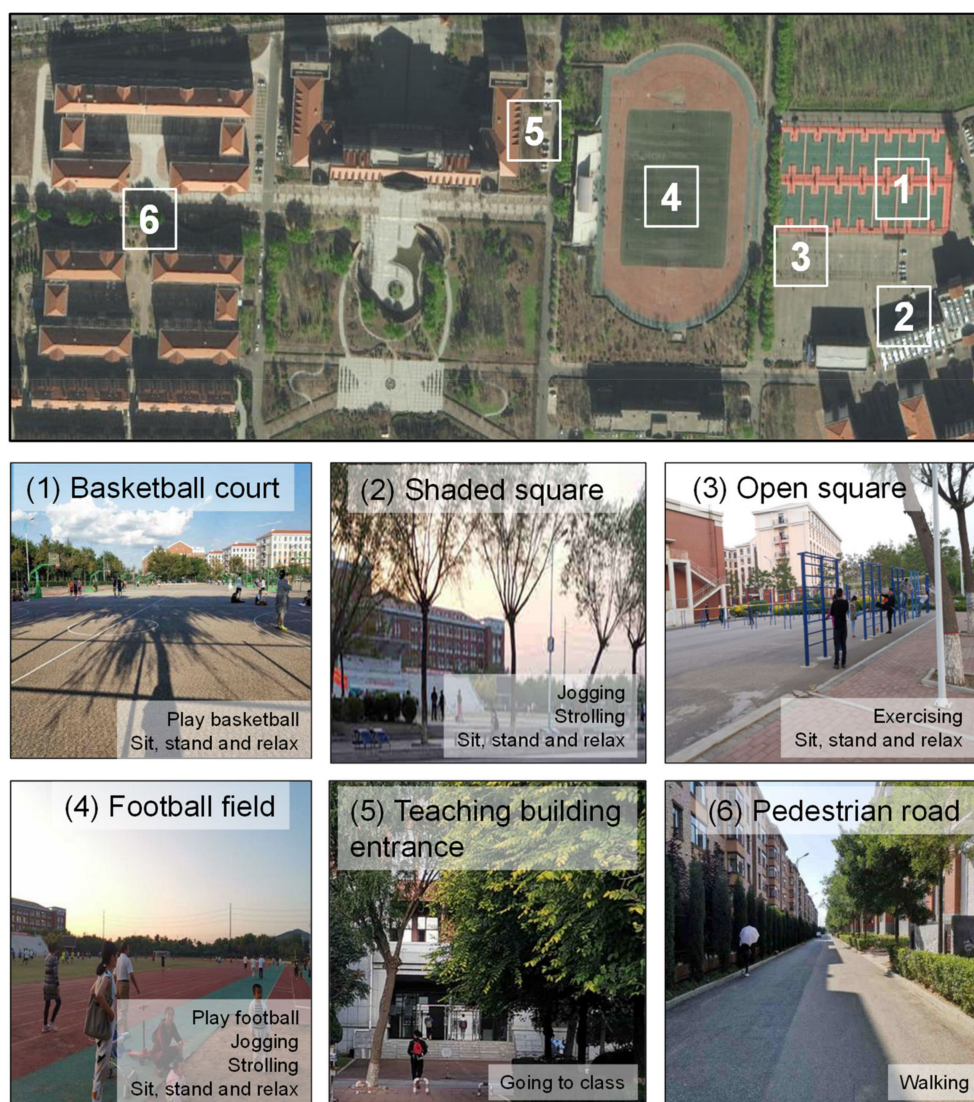 5
4
1
6
3
2
(1) Basketball court
Play basketball
Sit, stand and relax
(2) Shaded square
Jogging
Strolling
Sit, stand and relax
(3) Open square
Exercising
Sit, stand and relax
(4) Football field
Play football
Jogging
Strolling
Sit, stand and relax
(5) Teaching building
entrance
Going to class
(6) Pedestrian road
Walking